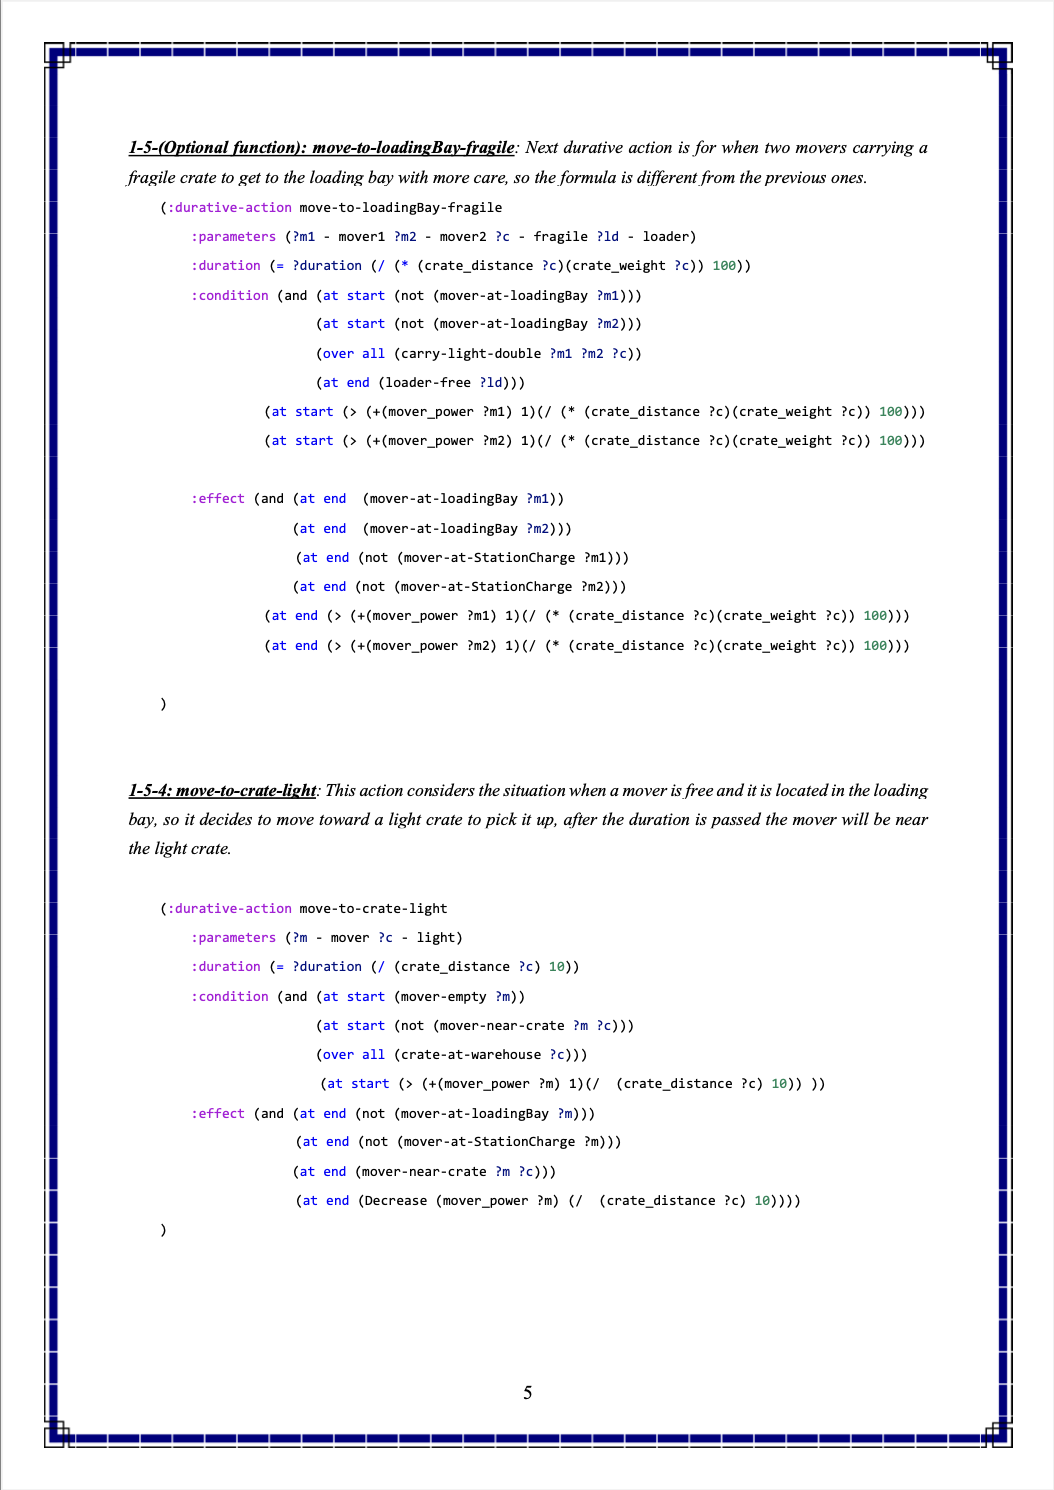 1-5-(Optional function): move-to-loadingBay-fragile: Next durative action is for when two movers carrying a
fragile crate to get to the loading bay with more care, so the formula is different from the previous ones.
(:durative-action move-to-loadingBay-fragile
:parameters (?m1 - mover1 ?m2 - mover2 ?c - fragile ?ld - loader)
:duration (= ?duration (/ (* (crate_distance ?c)(crate_weight ?c)) 100))
:condition (and (at start (not (mover-at-loadingBay ?m1)))
(at start (not (mover-at-loadingBay ?m2)))
(over all (carry-light-double ?m1 ?m2 ?c))
(at end (loader-free ?ld)))
(at start (> (+(mover_power ?m1) 1)(/ (* (crate_distance ?c)(crate_weight ?c)) 100)))
(at start (> (+(mover_power ?m2) 1)(/ (* (crate_distance ?c)(crate_weight ?c)) 100)))
:effect (and (at end  (mover-at-loadingBay ?m1))
(at end  (mover-at-loadingBay ?m2)))
(at end (not (mover-at-StationCharge ?m1)))
(at end (not (mover-at-StationCharge ?m2)))
(at end (> (+(mover_power ?m1) 1)(/ (* (crate_distance ?c)(crate_weight ?c)) 100)))
(at end (> (+(mover_power ?m2) 1)(/ (* (crate_distance ?c)(crate_weight ?c)) 100)))
)
1-5-4: move-to-crate-light: This action considers the situation when a mover is free and it is located in the loading
bay, so it decides to move toward a light crate to pick it up, after the duration is passed the mover will be near
the light crate.
(:durative-action move-to-crate-light
:parameters (?m - mover ?c - light)
:duration (= ?duration (/ (crate_distance ?c) 10))
:condition (and (at start (mover-empty ?m))
(at start (not (mover-near-crate ?m ?c)))
(over all (crate-at-warehouse ?c)))
(at start (> (+(mover_power ?m) 1)(/  (crate_distance ?c) 10)) ))
:effect (and (at end (not (mover-at-loadingBay ?m)))
(at end (not (mover-at-StationCharge ?m)))
(at end (mover-near-crate ?m ?c)))
(at end (Decrease (mover_power ?m) (/  (crate_distance ?c) 10))))
)
5